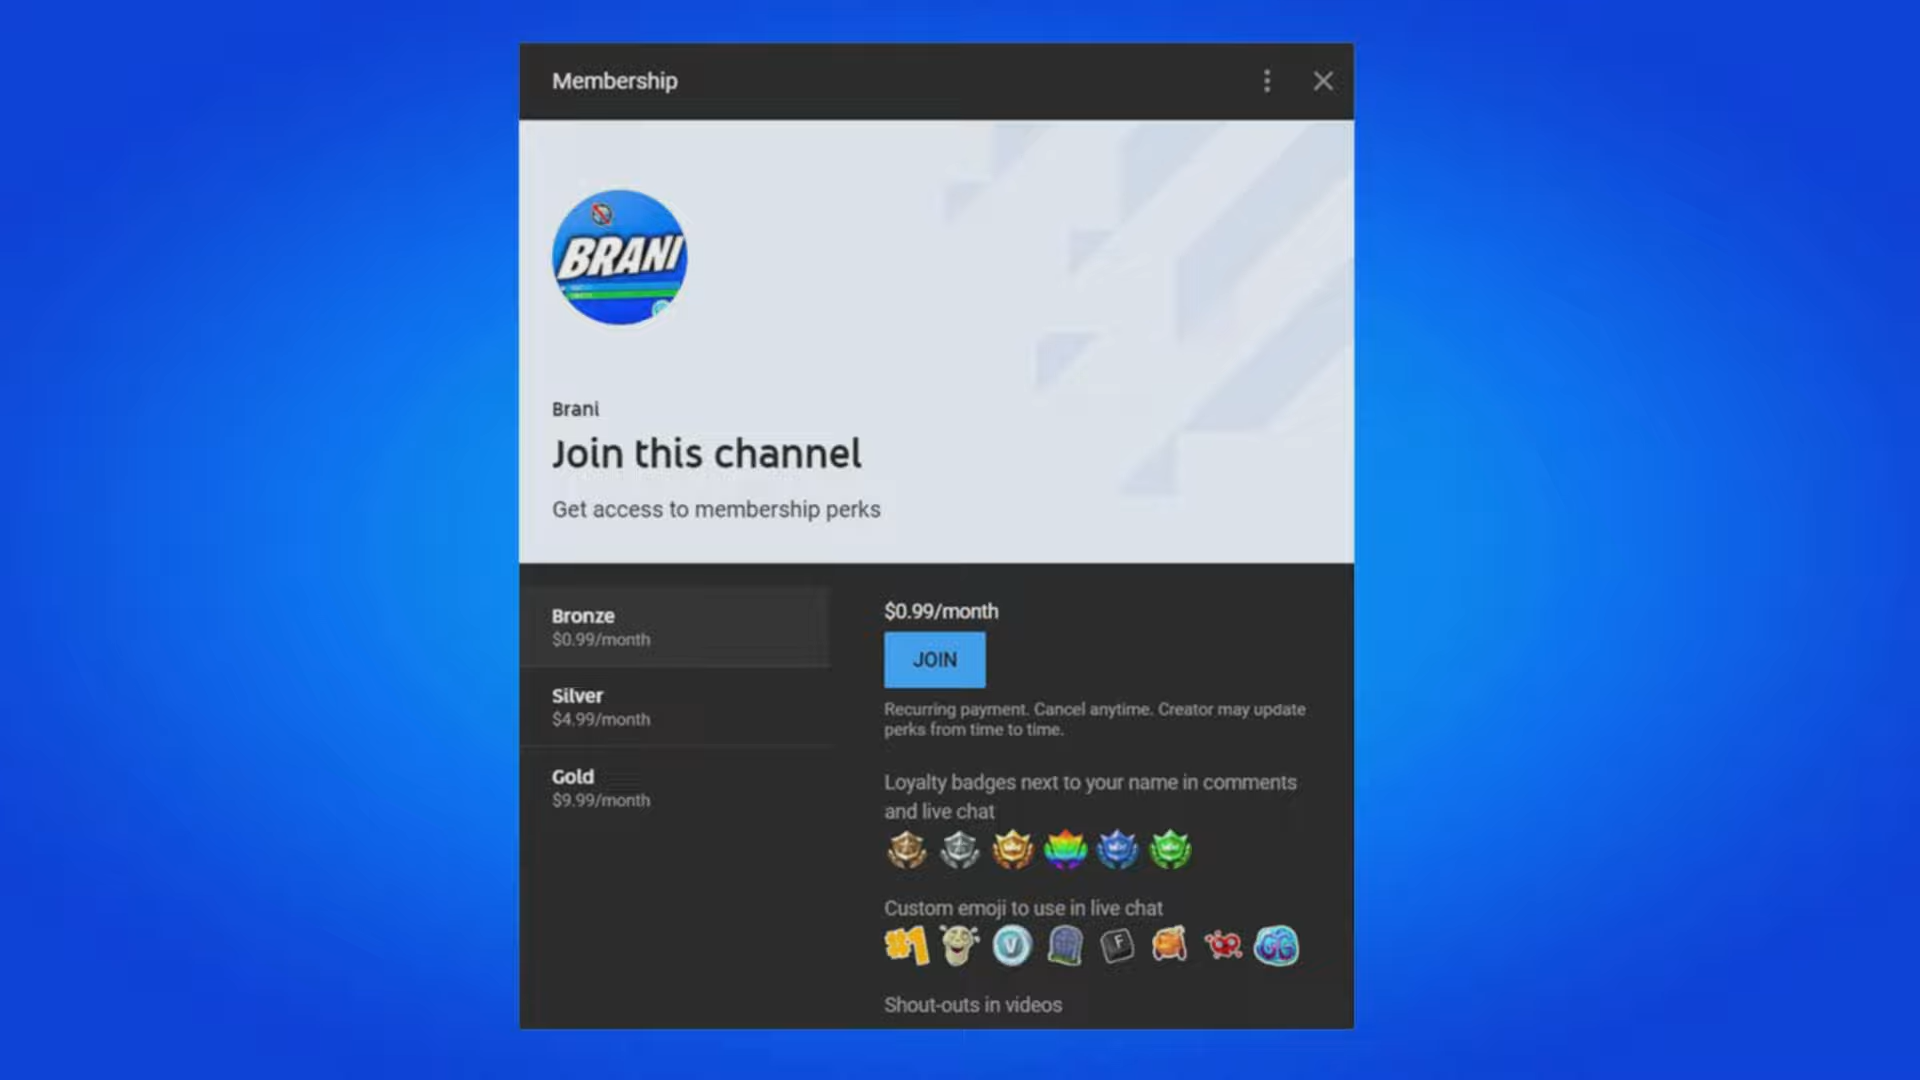 Membership
BRANI
Brani
Join this channel
Get access to membership perks
Bronze
$0.99/month
Silver
$4.99/month
Gold
$9.99/month
$0.99/month
JOIN
Recurring payment. Cancel anytime. Creator may update
perks from time to time.
Loyalty badges next to your name in comments
and live chat
Custom emoji to use in live chat
#1
V
F
GG
Shout-outs in videos